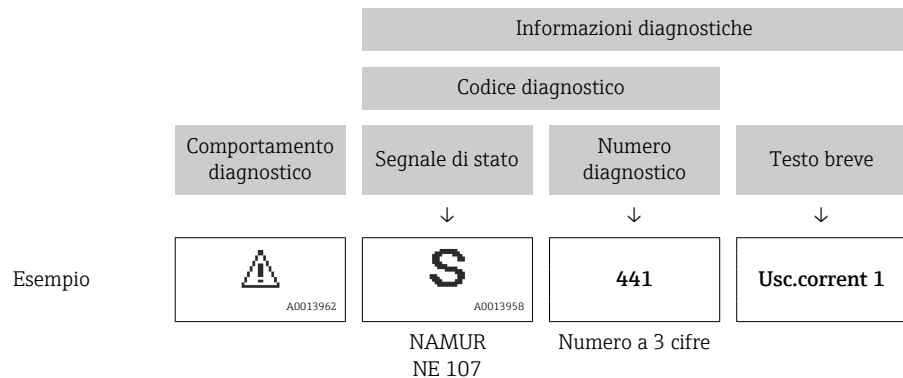 Informazioni diagnostiche
Codice diagnostico
Comportamento
diagnostico
Segnale di stato
Numero
diagnostico
Testo breve
↓ ↓ ↓
Esempio
A0013962
S
A0013958
441
Usc.corrent 1
NAMUR
NE 107
Numero a 3 cifre